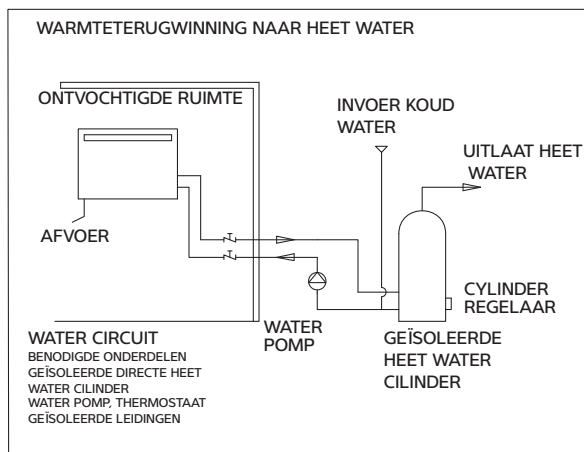 WARMTETERUGWINNING NAAR HEET WATER
ONTVOCHTIGDE RUIMTE
INVOER KOUD
WATER
UITLAAT HEET
WATER
AFVOER
CYLINDER
REGELAAR
WATER
POMP
GEÏSOLEERDE
HEET WATER
CILINDER
WATER CIRCUIT
BENODIGDE ONDERDELEN
GEÏSOLEERDE DIRECTE HEET
WATER CILINDER
WATER POMP, THERMOSTAAT
GEÏSOLEERDE LEIDINGEN